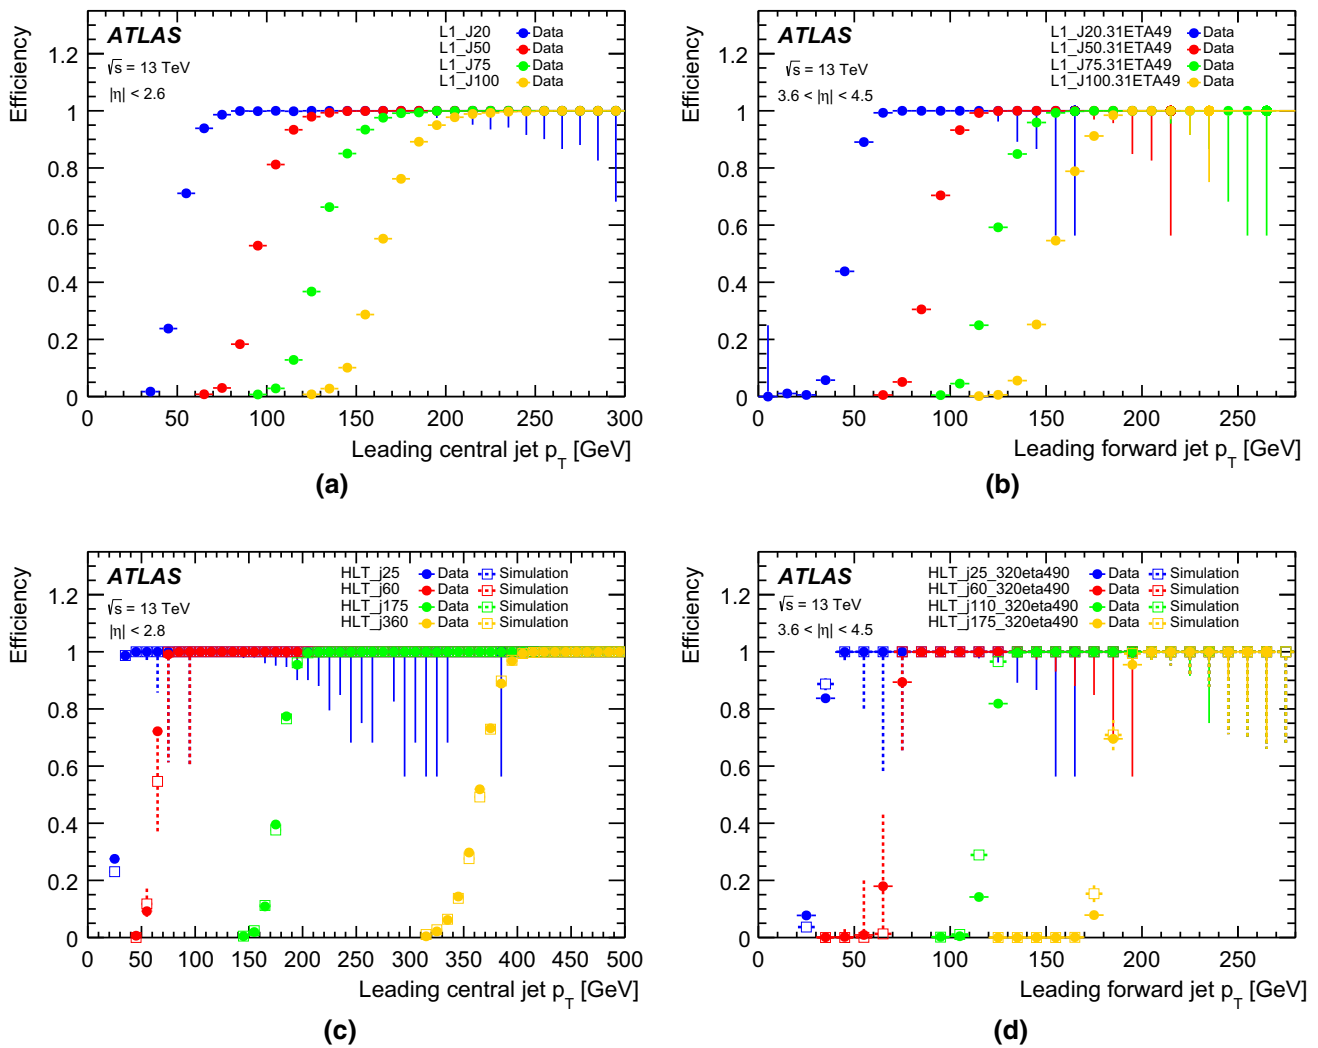 ATLAS
√s = 13 TeV
|η| < 2.6
L1_J20 Data
L1_J50 Data
L1_J75 Data
L1_J100 Data
Efficiency
1.2
1
0.8
0.6
0.4
0.2
0
0 50 100 150 200 250 300
Leading central jet p_T [GeV]
(a)
ATLAS
√s = 13 TeV
3.6 < |η| < 4.5
L1_J20.31ETA49 Data
L1_J50.31ETA49 Data
L1_J75.31ETA49 Data
L1_J100.31ETA49 Data
Efficiency
1.2
1
0.8
0.6
0.4
0.2
0
0 50 100 150 200 250
Leading forward jet p_T [GeV]
(b)
ATLAS
√s = 13 TeV
|η| < 2.8
HLT_j25 Data Simulation
HLT_j60 Data Simulation
HLT_j175 Data Simulation
HLT_j360 Data Simulation
Efficiency
1.2
1
0.8
0.6
0.4
0.2
0
0 50 100 150 200 250 300 350 400 450 500
Leading central jet p_T [GeV]
(c)
ATLAS
√s = 13 TeV
3.6 < |η| < 4.5
HLT_j25_320eta490 Data Simulation
HLT_j60_320eta490 Data Simulation
HLT_j110_320eta490 Data Simulation
HLT_j175_320eta490 Data Simulation
Efficiency
1.2
1
0.8
0.6
0.4
0.2
0
0 50 100 150 200 250
Leading forward jet p_T [GeV]
(d)